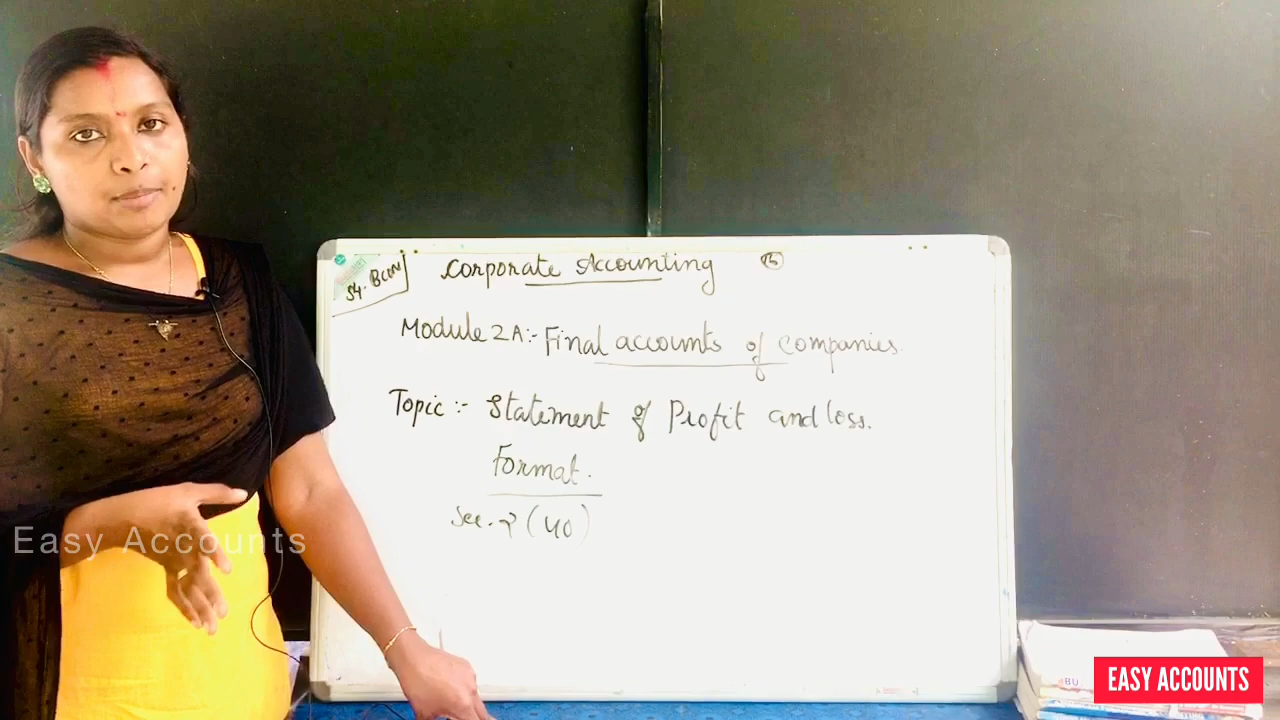 S4. BCOM
Corporate Accounting
15
Module 2A:- Final accounts of companies.
Topic :- Statement of Profit and loss.
Format.
Sec. 2 (40)
Easy Accounts
EASY ACCOUNTS